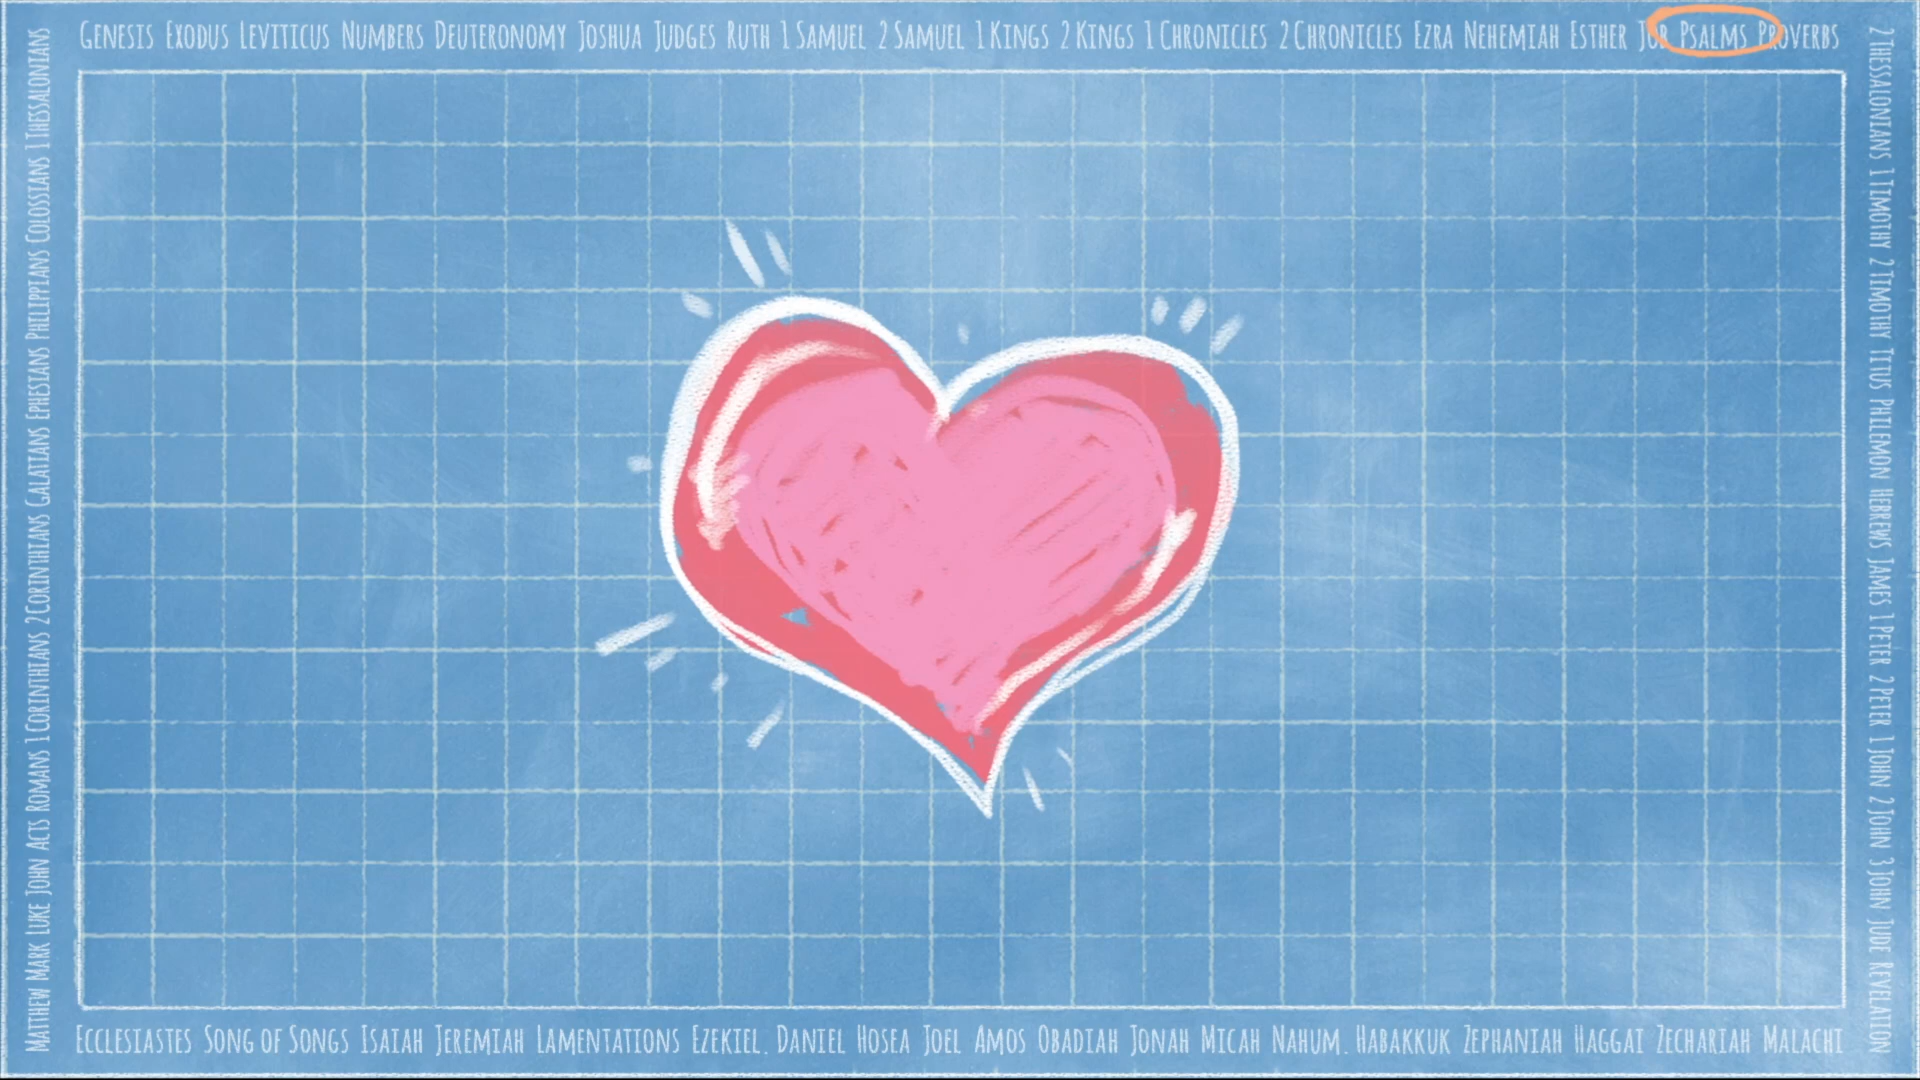 GENESIS EXODUS LEVITICUS NUMBERS DEUTERONOMY JOSHUA JUDGES RUTH 1 SAMUEL 2 SAMUEL 1 KINGS 2 KINGS 1 CHRONICLES 2 CHRONICLES EZRA NEHEMIAH ESTHER JOB PSALMS PROVERBS
ECCLESIASTES SONG OF SONGS ISAIAH JEREMIAH LAMENTATIONS EZEKIEL. DANIEL HOSEA JOEL AMOS OBADIAH JONAH MICAH NAHUM. HABAKKUK ZEPHANIAH HAGGAI ZECHARIAH MALACHI
MATTHEW MARK LUKE JOHN ACTS ROMANS 1 CORINTHIANS 2 CORINTHIANS GALATIANS EPHESIANS PHILIPPIANS COLOSSIANS 1 THESSALONIANS
2 THESSALONIANS 1 TIMOTHY 2 TIMOTHY TITUS PHILEMON HEBREWS JAMES 1 PETER 2 PETER 1 JOHN 2 JOHN 3 JOHN JUDE REVELATION